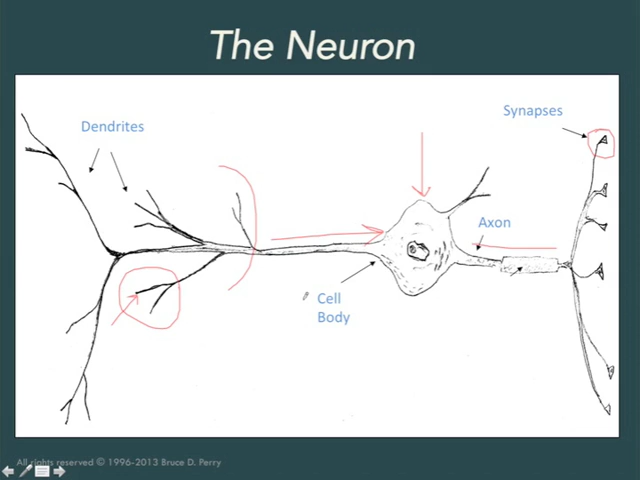 The Neuron
Synapses
Dendrites
Axon
Cell
Body
All rights reserved © 1996-2013 Bruce D. Perry